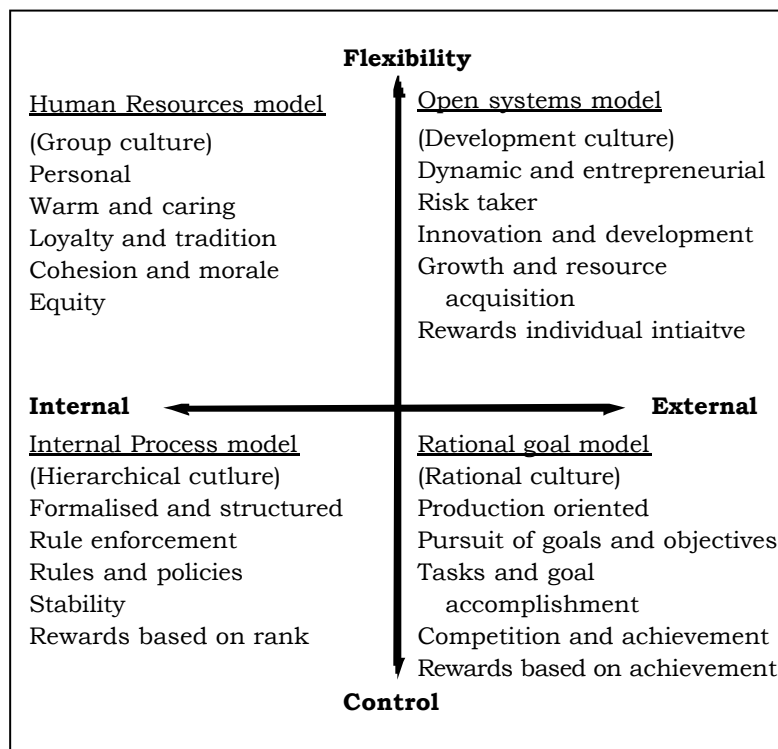 Flexibility
Human Resources model
(Group culture)
Personal
Warm and caring
Loyalty and tradition
Cohesion and morale
Equity
Open systems model
(Development culture)
Dynamic and entrepreneurial
Risk taker
Innovation and development
Growth and resource
acquisition
Rewards individual intiaitve
Internal
External
Internal Process model
(Hierarchical cutlure)
Formalised and structured
Rule enforcement
Rules and policies
Stability
Rewards based on rank
Rational goal model
(Rational culture)
Production oriented
Pursuit of goals and objectives
Tasks and goal
accomplishment
Competition and achievement
Rewards based on achievement
Control